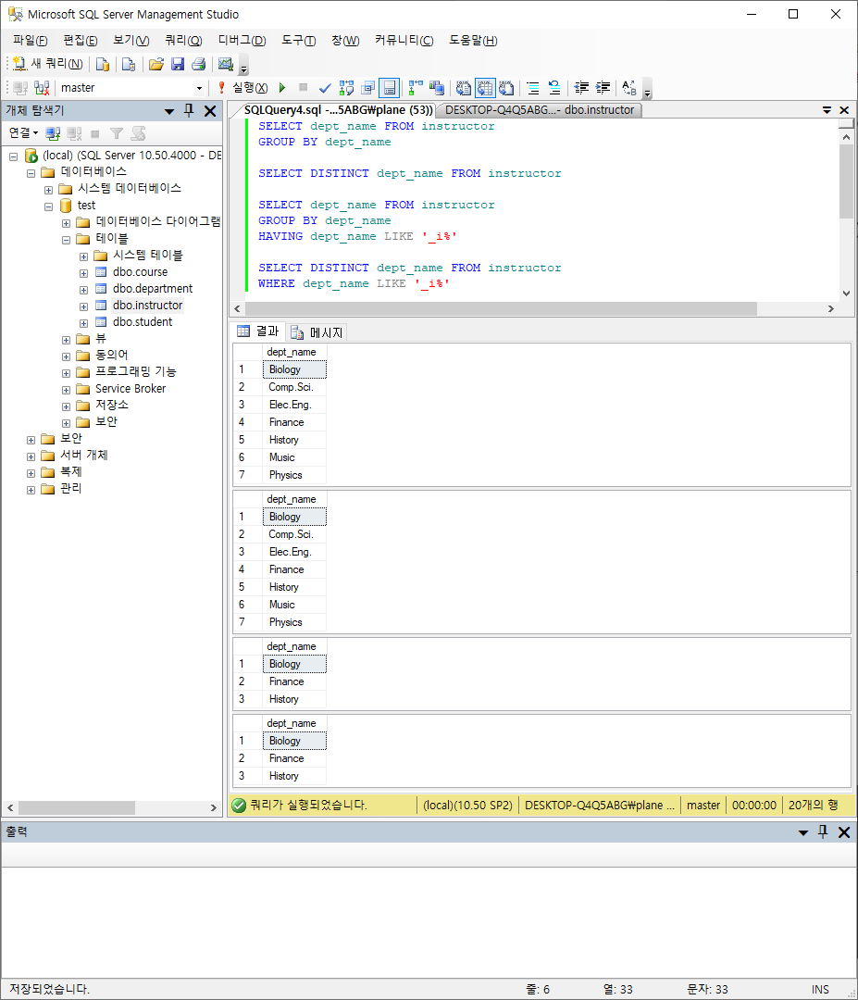 Microsoft SQL Server Management Studio
파일(F) 편집(E) 보기(V) 쿼리(Q) 디버그(D) 도구(T) 창(W) 커뮤니티(C) 도움말(H)
새 쿼리(N)
master 실행(X)
개체 탐색기
연결
(local) (SQL Server 10.50.4000 - DE
데이터베이스
시스템 데이터베이스
test
데이터베이스 다이어그램
테이블
시스템 테이블
dbo.course
dbo.department
dbo.instructor
dbo.student
뷰
동의어
프로그래밍 기능
Service Broker
저장소
보안
보안
서버 개체
복제
관리
SQLQuery4.sql -...5ABG₩plane (53)) DESKTOP-Q4Q5ABG...- dbo.instructor
SELECT dept_name FROM instructor
GROUP BY dept_name
SELECT DISTINCT dept_name FROM instructor
SELECT dept_name FROM instructor
GROUP BY dept_name
HAVING dept_name LIKE '_i%'
SELECT DISTINCT dept_name FROM instructor
WHERE dept_name LIKE '_i%'
결과 메시지
dept_name
1 Biology
2 Comp.Sci.
3 Elec.Eng.
4 Finance
5 History
6 Music
7 Physics
dept_name
1 Biology
2 Comp.Sci.
3 Elec.Eng.
4 Finance
5 History
6 Music
7 Physics
dept_name
1 Biology
2 Finance
3 History
dept_name
1 Biology
2 Finance
3 History
쿼리가 실행되었습니다. (local)(10.50 SP2) DESKTOP-Q4Q5ABG₩plane ... master 00:00:00 20개의 행
출력
저장되었습니다. 줄: 6 열: 33 문자: 33 INS